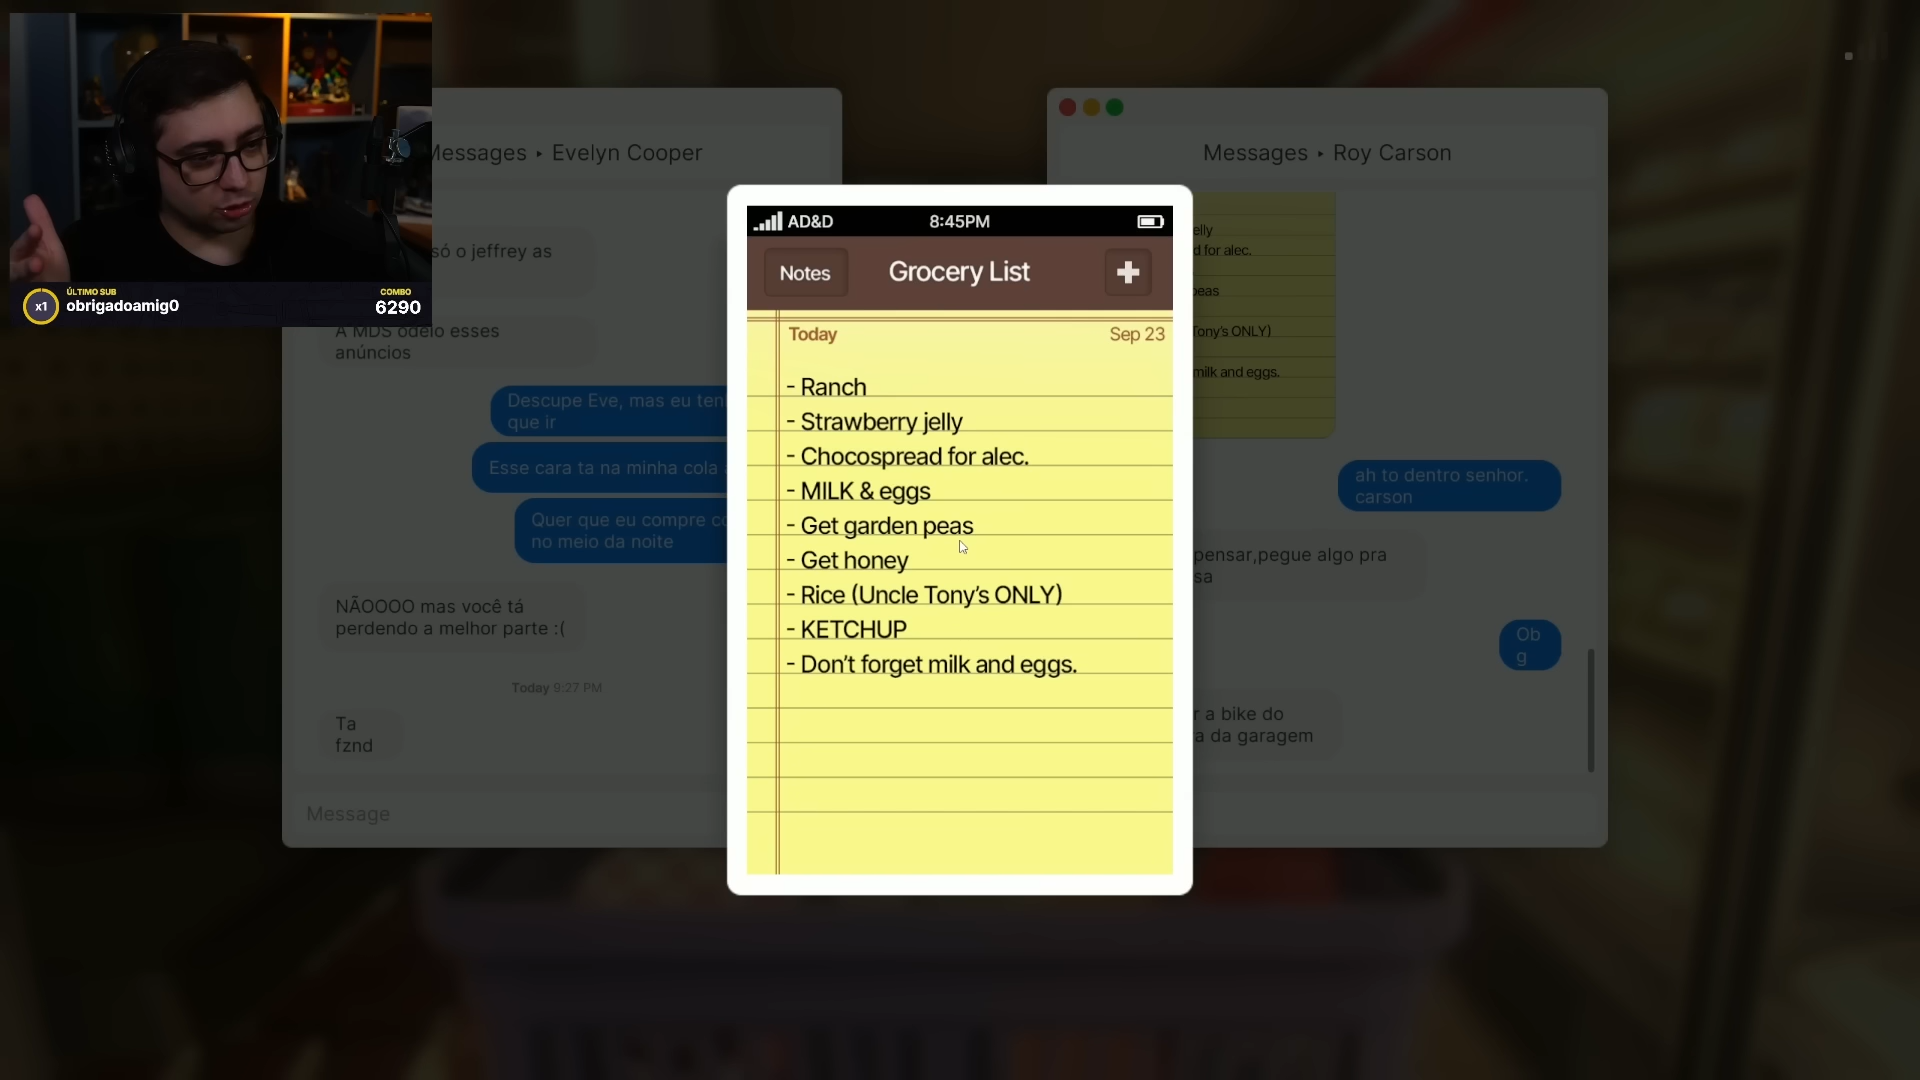 Messages ▸ Evelyn Cooper
só o jeffrey as
A MDS odeio esses
anúncios
Descupe Eve, mas eu
que ir
Esse cara ta na minha cola
Quer que eu compre
no meio da noite
NÃOOOO mas você tá
perdendo a melhor parte :(
Today 9:27 PM
Ta
fznd
Message
ÚLTIMO SUB
x1 obrigadoamig0
COMBO
6290
AD&D 8:45PM
Notes Grocery List
Today Sep 23
- Ranch
- Strawberry jelly
- Chocospread for alec.
- MILK & eggs
- Get garden peas
- Get honey
- Rice (Uncle Tony's ONLY)
- KETCHUP
- Don't forget milk and eggs.
Messages ▸ Roy Carson
elly
d for alec.
peas
Tony's ONLY)
milk and eggs.
ah to dentro senhor.
carson
pensar,pegue algo pra
sa
Ob
g
r a bike do
a da garagem